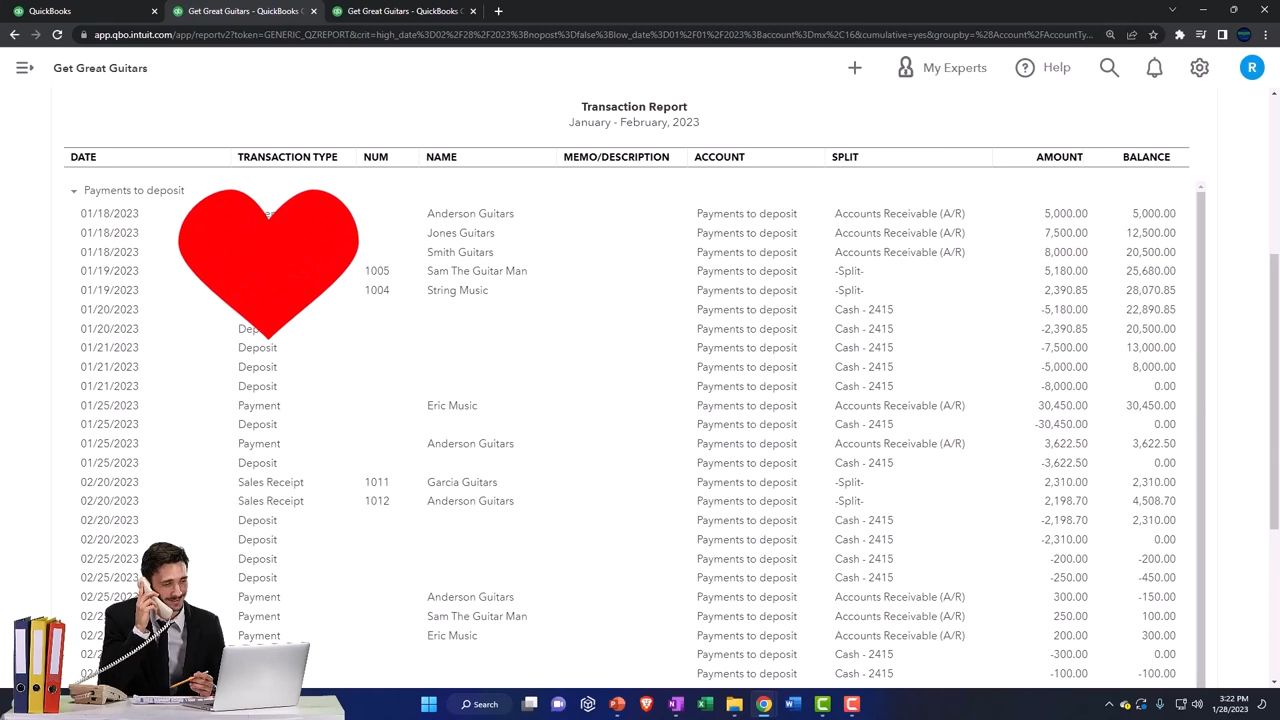 QuickBooks
Get Great Guitars - QuickBooks C
Get Great Guitars - QuickBooks C
app.qbo.intuit.com/app/reportv2?token=GENERIC_QZREPORT&crit=high_date%3D02%2F28%2F2023%3Bnopost%3Dfalse%3Blow_date%3D01%2F01%2F2023%3Baccount%3Dmx%2C16&cumulative=yes&groupby=%28Account%2FAccountTy...
Get Great Guitars My Experts Help R
Transaction Report
January - February, 2023
DATE TRANSACTION TYPE NUM NAME MEMO/DESCRIPTION ACCOUNT SPLIT AMOUNT BALANCE
Payments to deposit
01/18/2023 Anderson Guitars Payments to deposit Accounts Receivable (A/R) 5,000.00 5,000.00
01/18/2023 Jones Guitars Payments to deposit Accounts Receivable (A/R) 7,500.00 12,500.00
01/18/2023 Smith Guitars Payments to deposit Accounts Receivable (A/R) 8,000.00 20,500.00
01/19/2023 1005 Sam The Guitar Man Payments to deposit -Split- 5,180.00 25,680.00
01/19/2023 1004 String Music Payments to deposit -Split- 2,390.85 28,070.85
01/20/2023 Payments to deposit Cash - 2415 -5,180.00 22,890.85
01/20/2023 Payments to deposit Cash - 2415 -2,390.85 20,500.00
01/21/2023 Deposit Payments to deposit Cash - 2415 -7,500.00 13,000.00
01/21/2023 Deposit Payments to deposit Cash - 2415 -5,000.00 8,000.00
01/21/2023 Deposit Payments to deposit Cash - 2415 -8,000.00 0.00
01/25/2023 Payment Eric Music Payments to deposit Accounts Receivable (A/R) 30,450.00 30,450.00
01/25/2023 Deposit Payments to deposit Cash - 2415 -30,450.00 0.00
01/25/2023 Payment Anderson Guitars Payments to deposit Accounts Receivable (A/R) 3,622.50 3,622.50
01/25/2023 Deposit Payments to deposit Cash - 2415 -3,622.50 0.00
02/20/2023 Sales Receipt 1011 Garcia Guitars Payments to deposit -Split- 2,310.00 2,310.00
02/20/2023 Sales Receipt 1012 Anderson Guitars Payments to deposit -Split- 2,198.70 4,508.70
02/20/2023 Deposit Payments to deposit Cash - 2415 -2,198.70 2,310.00
02/20/2023 Deposit Payments to deposit Cash - 2415 -2,310.00 0.00
02/25/2023 Deposit Payments to deposit Cash - 2415 -200.00 -200.00
02/25/2023 Deposit Payments to deposit Cash - 2415 -250.00 -450.00
02/25/2023 Payment Anderson Guitars Payments to deposit Accounts Receivable (A/R) 300.00 -150.00
Payment Sam The Guitar Man Payments to deposit Accounts Receivable (A/R) 250.00 100.00
Payment Eric Music Payments to deposit Accounts Receivable (A/R) 200.00 300.00
Payments to deposit Cash - 2415 -300.00 0.00
Payments to deposit Cash - 2415 -100.00 -100.00
Search
3:22 PM
1/28/2023